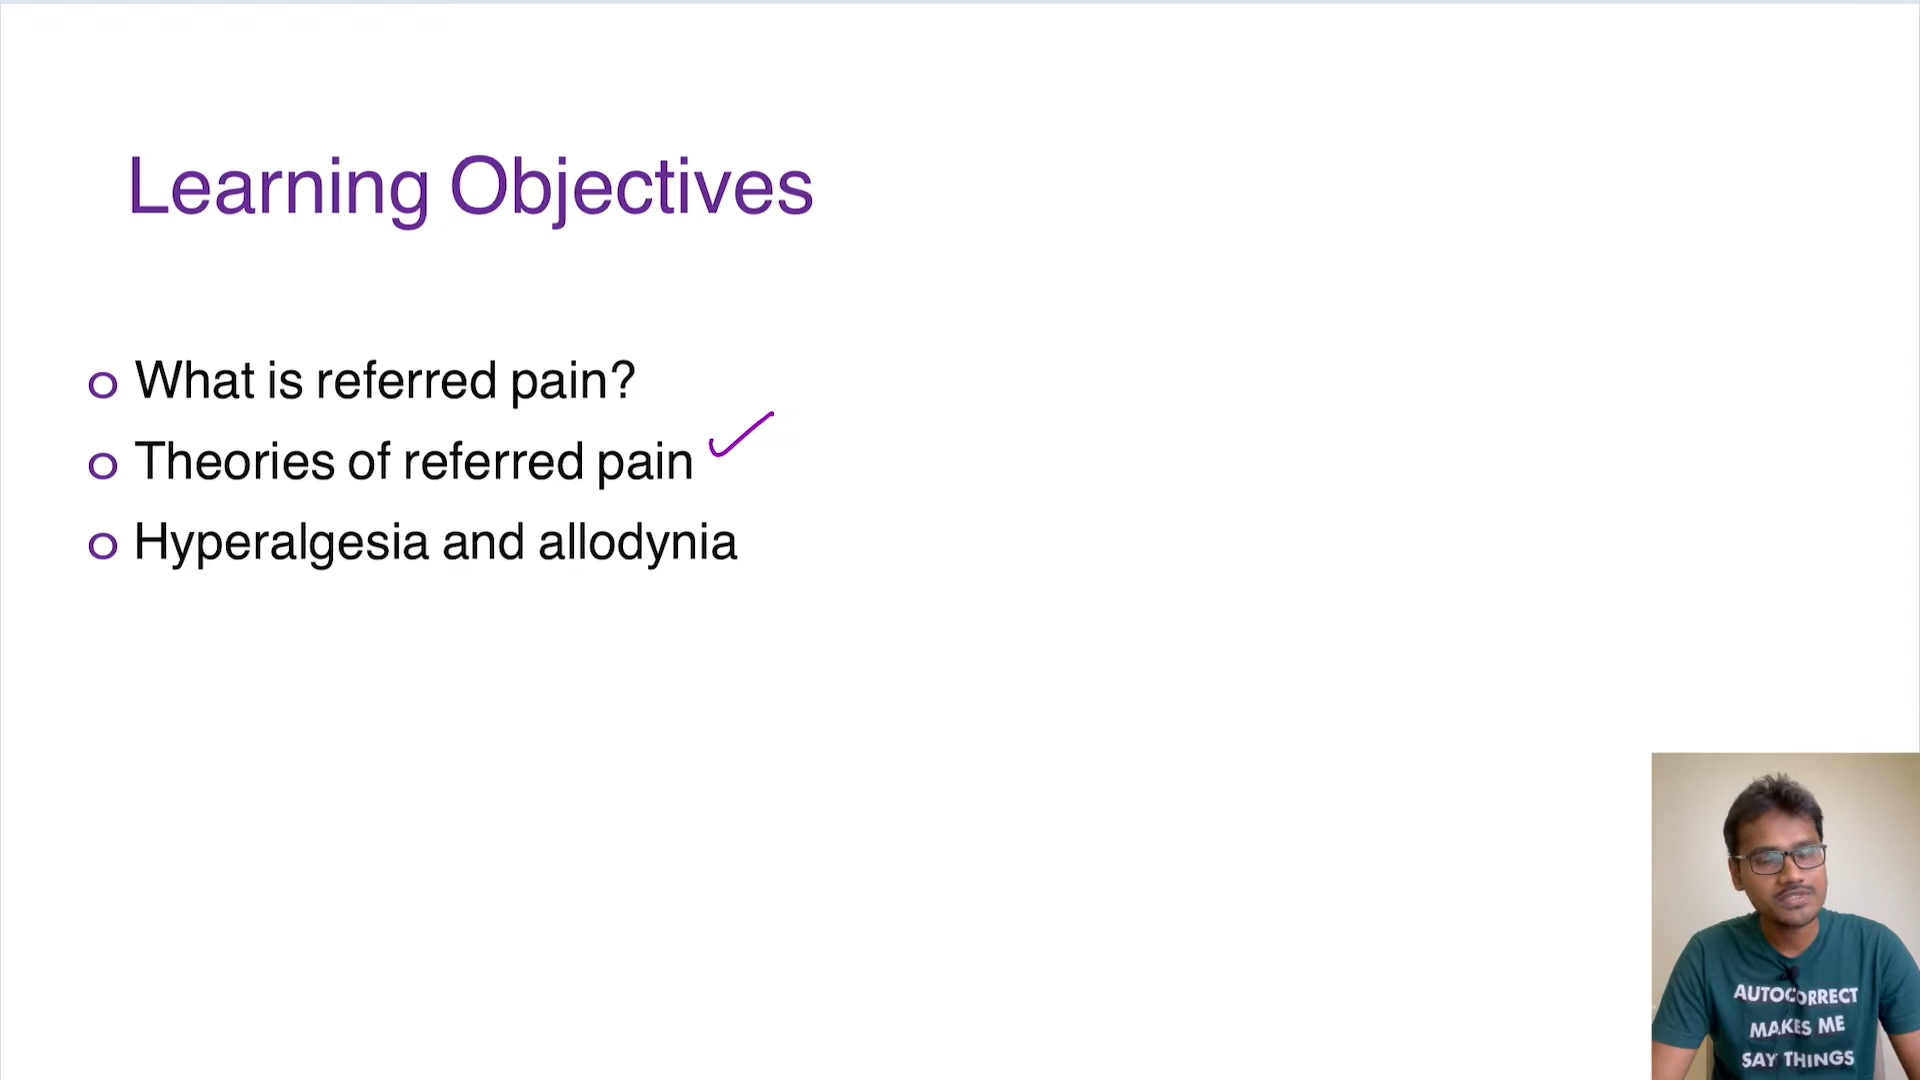 Learning Objectives
What is referred pain?
Theories of referred pain
Hyperalgesia and allodynia
AUTOCORRECT
MAKES ME
SAY THINGS